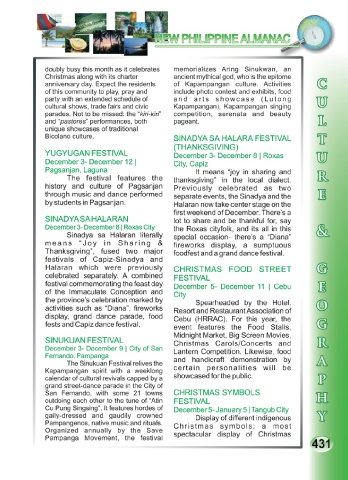 NEW PHILIPPINE ALMANAC
doubly busy this month as it celebrates
Christmas along with its charter
anniversary day. Expect the residents
of this community to play, pray and
party with an extended schedule of
cultural shows, trade fairs and civic
parades. Not to be missed: the "kiri-kiri"
and "pastores" performances, both
unique showcases of traditional
Bicolano culture.
YUGYUGAN FESTIVAL
December 3- December 12 |
Pagsanjan, Laguna
The festival features the
history and culture of Pagsanjan
through music and dance performed
by students in Pagsanjan.
SINADYA SA HALARAN
December 3- December 8 | Roxas City
Sinadya sa Halaran literally
means "Joy in Sharing &
Thanksgiving", fused two major
festivals of Capiz-Sinadya and
Halaran which were previously
celebrated separately. A combined
festival commemorating the feast day
of the Immaculate Conception and
the province's celebration marked by
activities such as "Diana", fireworks
display, grand dance parade, food
fests and Capiz dance festival.
SINUKUAN FESTIVAL
December 3- December 9 | City of San
Fernando, Pampanga
The Sinukuan Festival relives the
Kapampangan spirit with a weeklong
calendar of cultural revivals capped by a
grand street-dance parade in the City of
San Fernando, with some 21 towns
outdoing each other to the tune of "Atin
Cu Pung Singsing", It features hordes of
gaily-dressed and gaudily crowned
Pampangenos, native music and rituals.
Organized annually by the Save
Pampanga Movement, the festival
memorializes Aring Sinukwan, an
ancient mythical god, who is the epitome
of Kapampangan culture. Activities
include photo contest and exhibits, food
and arts showcase (Lutong
Kapampangan), Kapampangan singing
competition, serenata and beauty
pageant.
SINADYA SA HALARA FESTIVAL
(THANKSGIVING)
December 3- December 8 | Roxas
City, Capiz
It means "joy in sharing and
thanksgiving" in the local dialect.
Previously celebrated as two
separate events, the Sinadya and the
Halaran now take center stage on the
first weekend of December. There's a
lot to share and be thankful for, say
the Roxas cityfolk, and its all in this
special occasion- there's a "Diana"
fireworks display, a sumptuous
foodfest and a grand dance festival.
CHRISTMAS FOOD STREET
FESTIVAL
December 5- December 11 | Cebu
City
Spearheaded by the Hotel,
Resort and Restaurant Association of
Cebu (HRRAC). For this year, the
event features the Food Stalls,
Midnight Market, Big Screen Movies,
Christmas Carols/Concerts and
Lantern Competition. Likewise, food
and handicraft demonstration by
certain personalities will be
showcased for the public.
CHRISTMAS SYMBOLS
FESTIVAL
December 5- January 5 | Tangub City
Display of different indigenous
Christmas symbols; a most
spectacular display of Christmas
C
U
L
T
U
R
E
&
G
E
O
G
R
A
P
H
Y
431